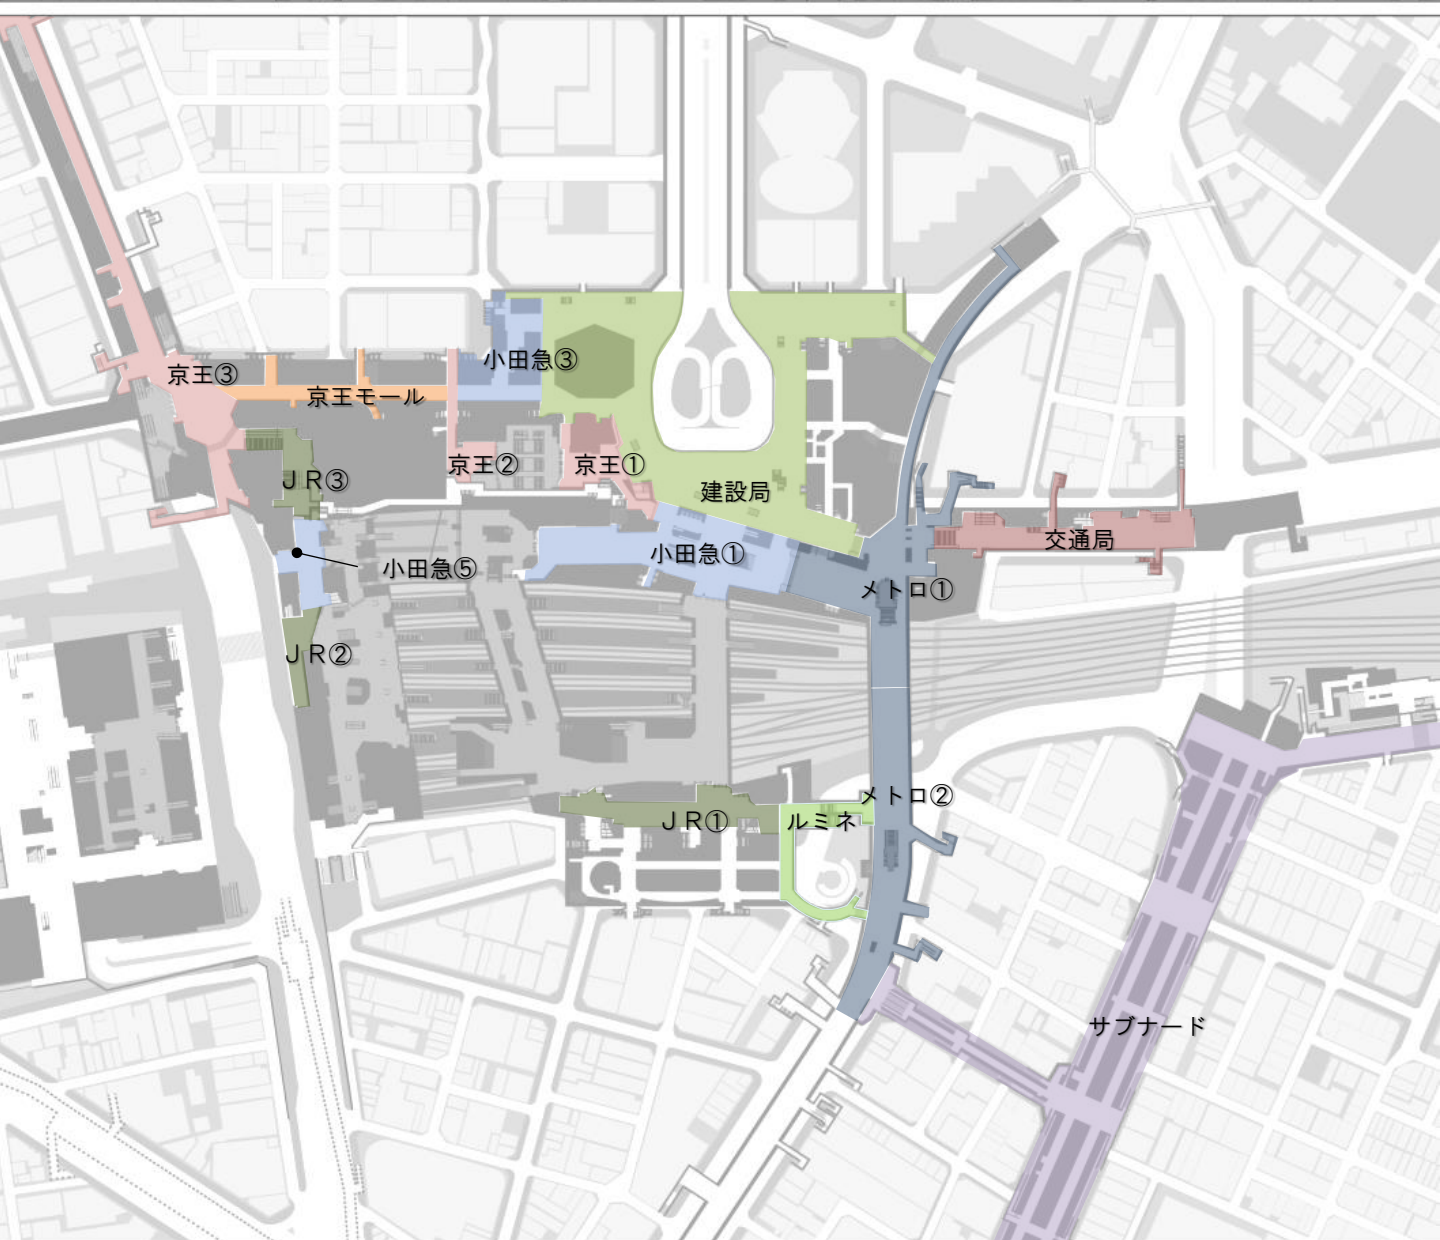 小田急③
京王③
京王モール
京王②
京王①
ＪＲ③
建設局
交通局
小田急①
小田急⑤
メトロ①
ＪＲ②
メトロ②
ＪＲ①
ルミネ
サブナード